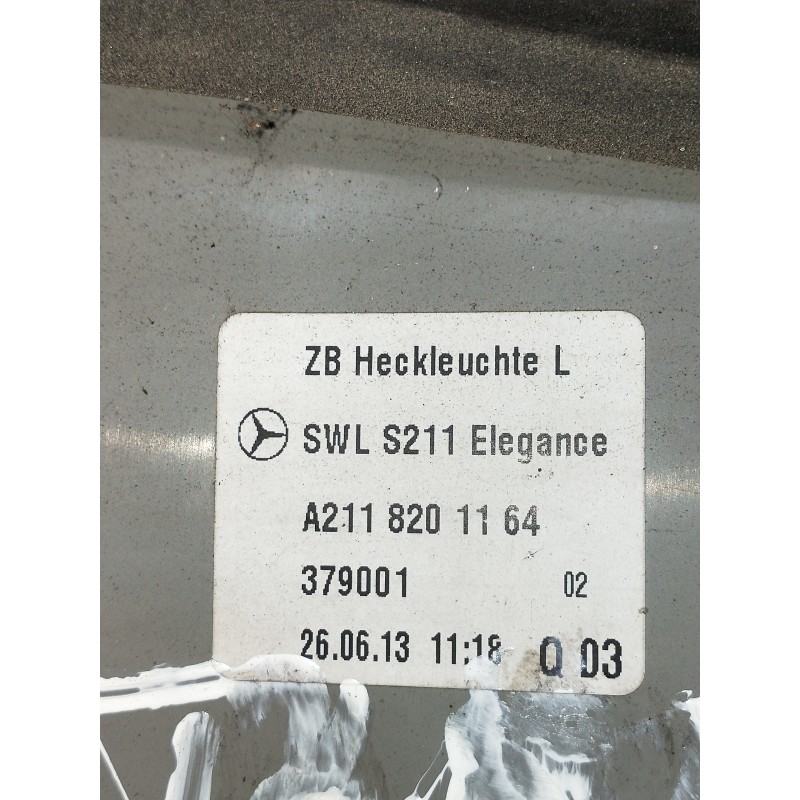 ZB Heckleuchte L
SWL S211 Elegance
A211 820 11 64
379001 02
26.06.13 11:18 Q 03